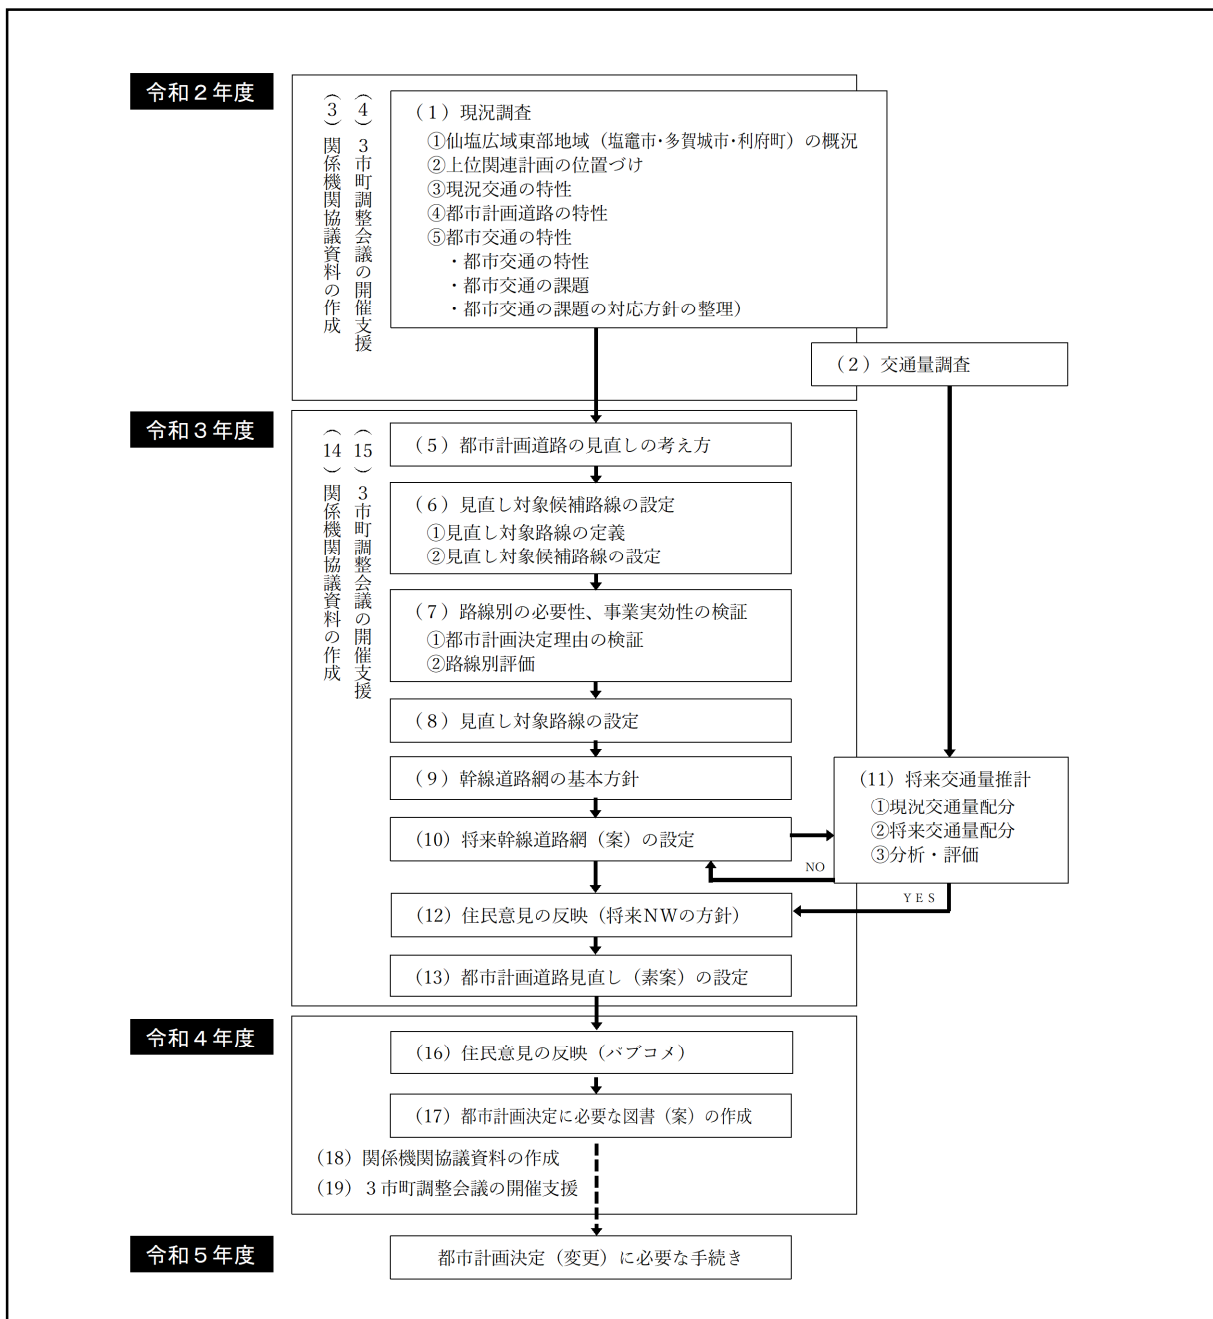 令和２年度
（３）関係機関協議資料の作成
（４）３市町調整会議の開催支援
（１）現況調査
①仙塩広域東部地域（塩竈市・多賀城市・利府町）の概況
②上位関連計画の位置づけ
③現況交通の特性
④都市計画道路の特性
⑤都市交通の特性
・都市交通の特性
・都市交通の課題
・都市交通の課題の対応方針の整理）
（２）交通量調査
令和３年度
（14）関係機関協議資料の作成
（15）３市町調整会議の開催支援
（５）都市計画道路の見直しの考え方
（６）見直し対象候補路線の設定
①見直し対象路線の定義
②見直し対象候補路線の設定
（７）路線別の必要性、事業実効性の検証
①都市計画決定理由の検証
②路線別評価
（８）見直し対象路線の設定
（９）幹線道路網の基本方針
（10）将来幹線道路網（案）の設定
（11）将来交通量推計
①現況交通量配分
②将来交通量配分
③分析・評価
NO
YES
（12）住民意見の反映（将来NWの方針）
（13）都市計画道路見直し（素案）の設定
令和４年度
（16）住民意見の反映（パブコメ）
（17）都市計画決定に必要な図書（案）の作成
（18）関係機関協議資料の作成
（19）３市町調整会議の開催支援
令和５年度
都市計画決定（変更）に必要な手続き